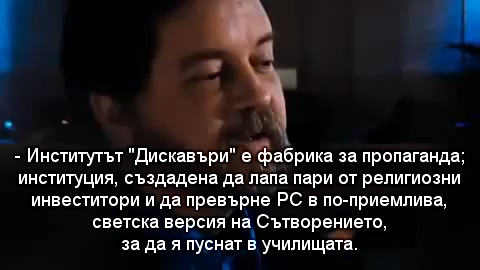 - Институтът "Дискавъри" е фабрика за пропаганда;
институция, създадена да лапа пари от религиозни
инвеститори и да превърне РС в по-приемлива,
светска версия на Сътворението,
за да я пуснат в училищата.